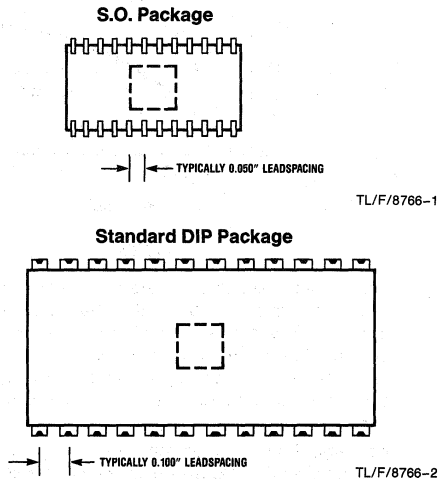 S.O. Package
TYPICALLY 0.050" LEADSPACING
TL/F/8766–1
Standard DIP Package
TYPICALLY 0.100" LEADSPACING
TL/F/8766–2